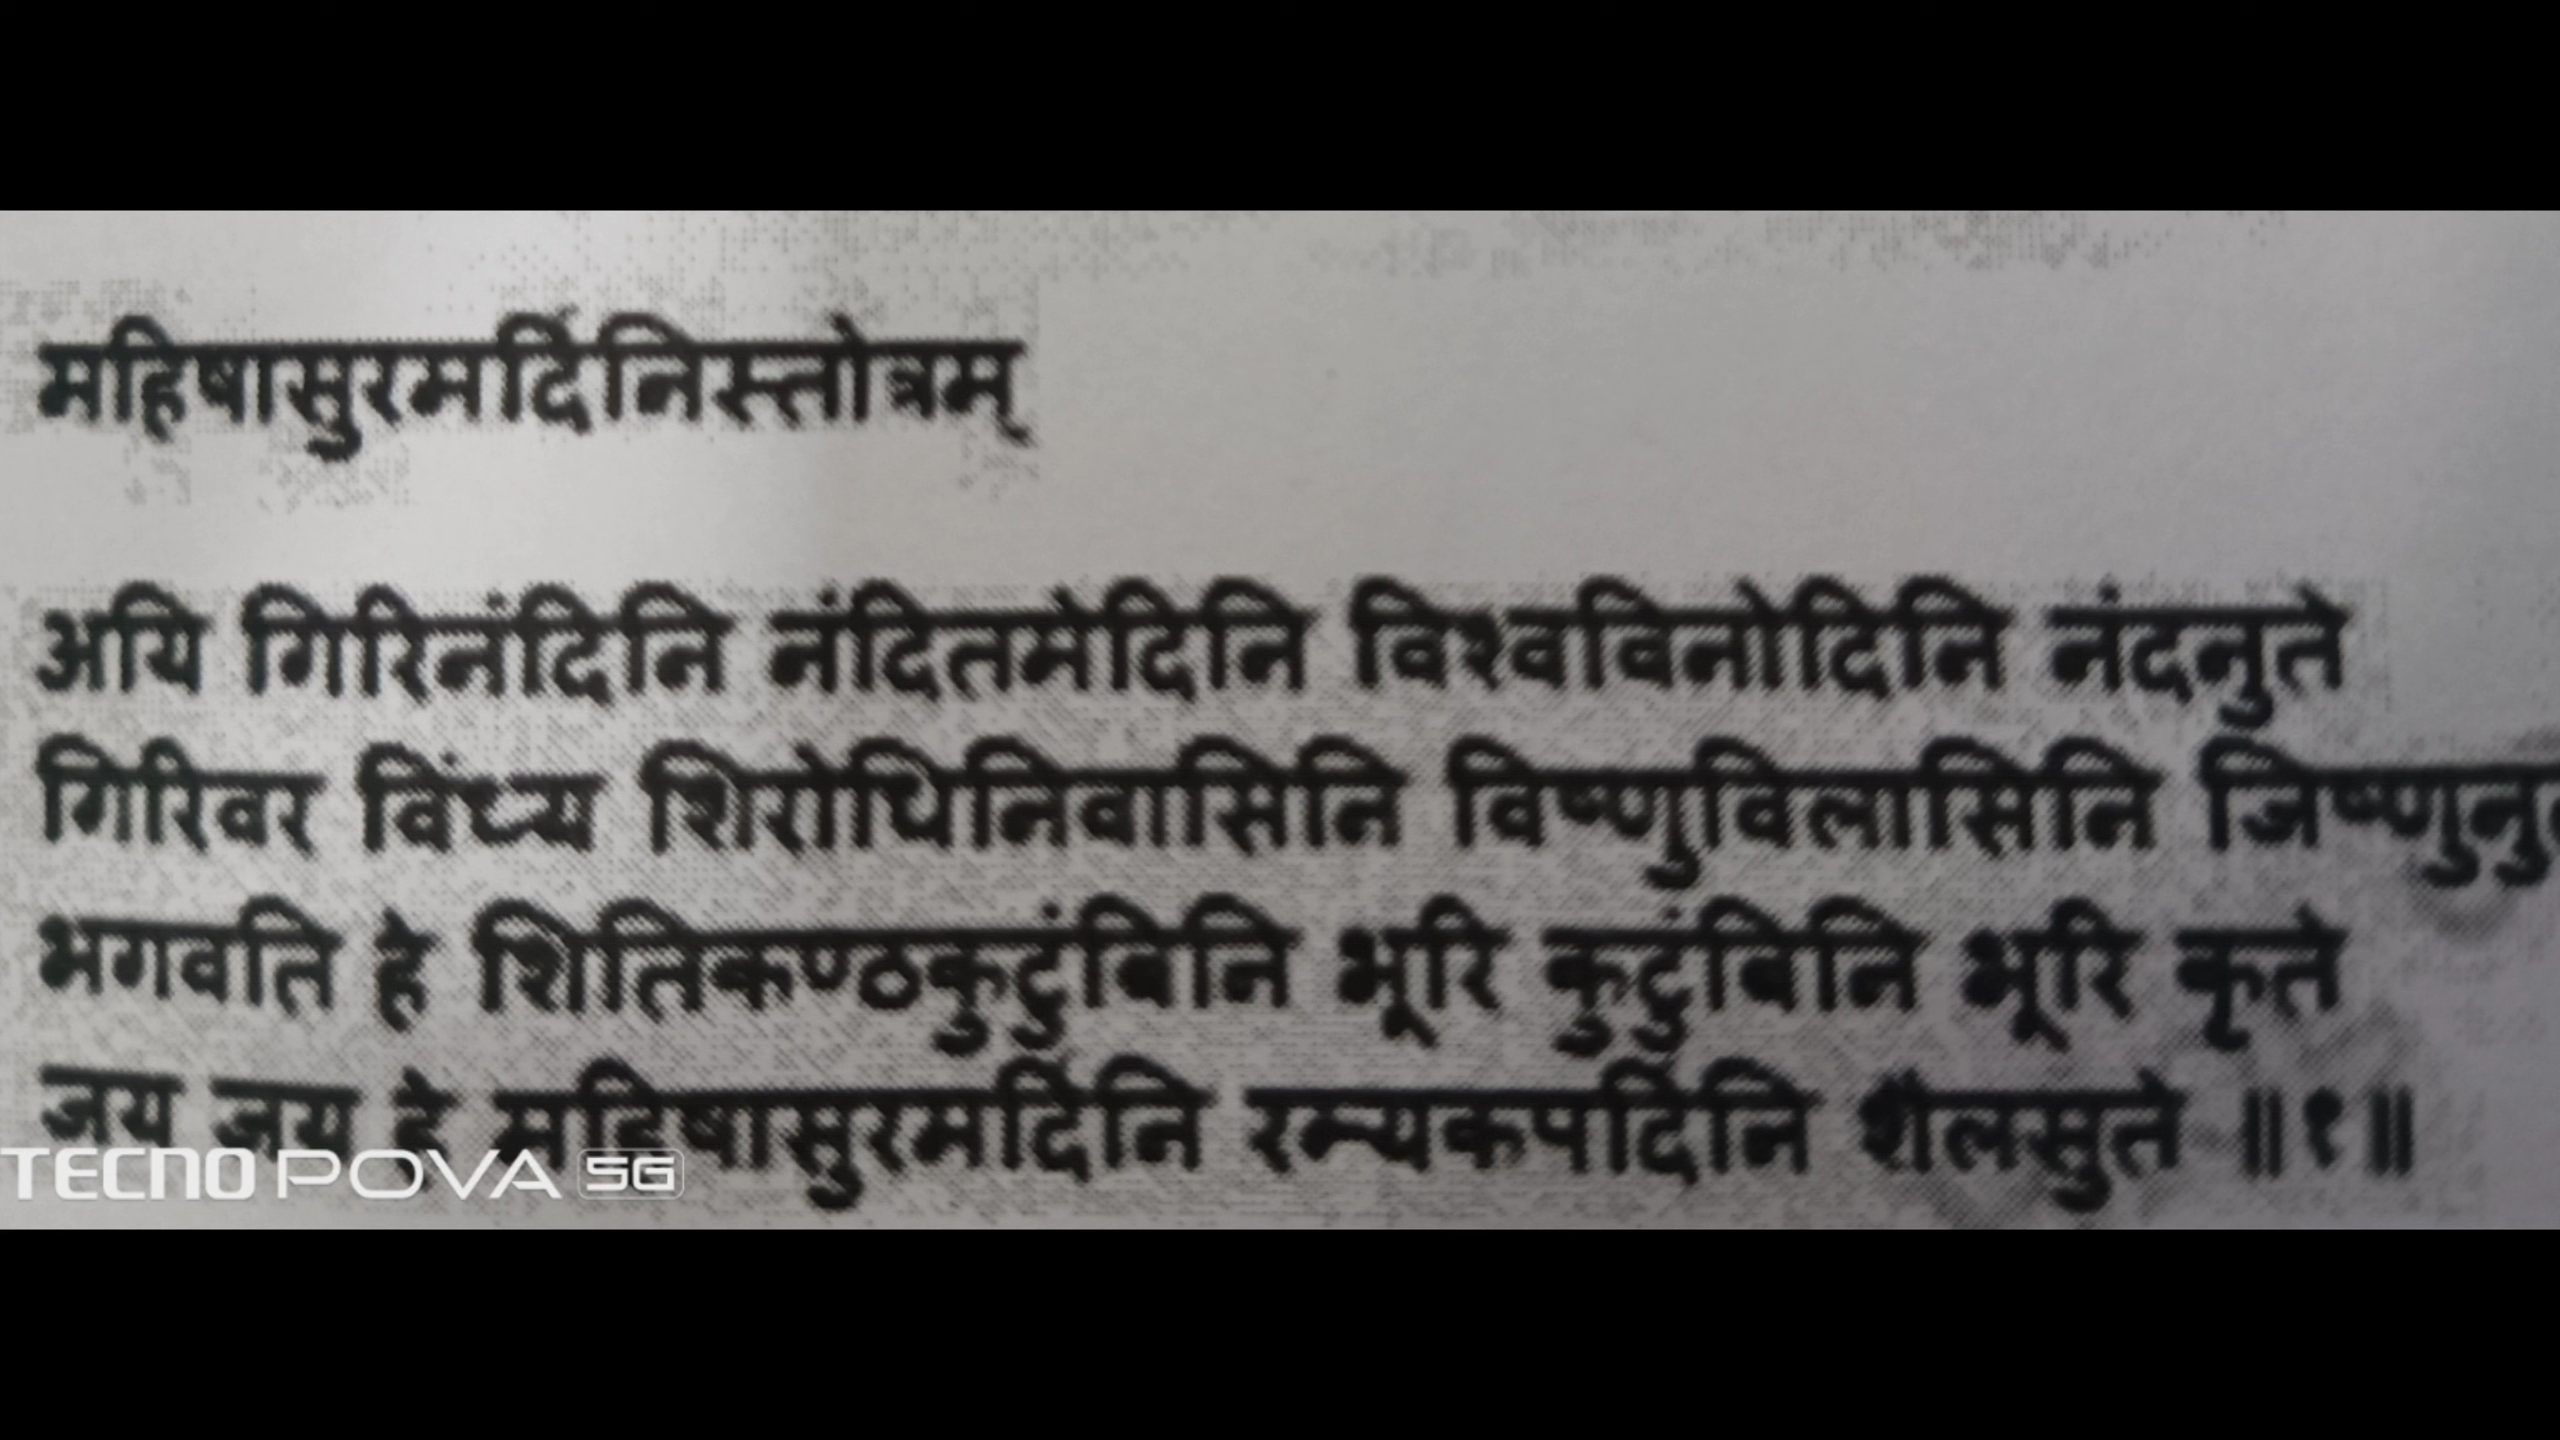 महिषासुरमर्दिनिस्तोत्रम्
अयि गिरिनंदिनि नंदितमेदिनि विश्वविनोदिनि नंदनुते
गिरिवर विंध्य शिरोधिनिवासिनि विष्णुविलासिनि
भगवति हे शितिकण्ठकुटुंबिनि भूरि कुटुंबिनि भूरि कृते
जय जय हे महिषासुरमर्दिनि रम्यकपर्दिनि शैलसुते ॥१॥
TECNO POVA 5G